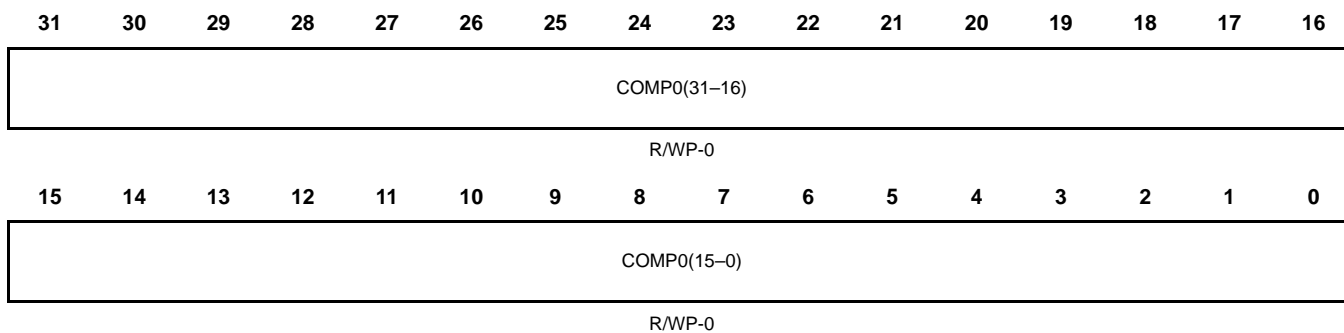 31 30 29 28 27 26 25 24 23 22 21 20 19 18 17 16
COMP0(31–16)
R/WP-0
15 14 13 12 11 10 9 8 7 6 5 4 3 2 1 0
COMP0(15–0)
R/WP-0